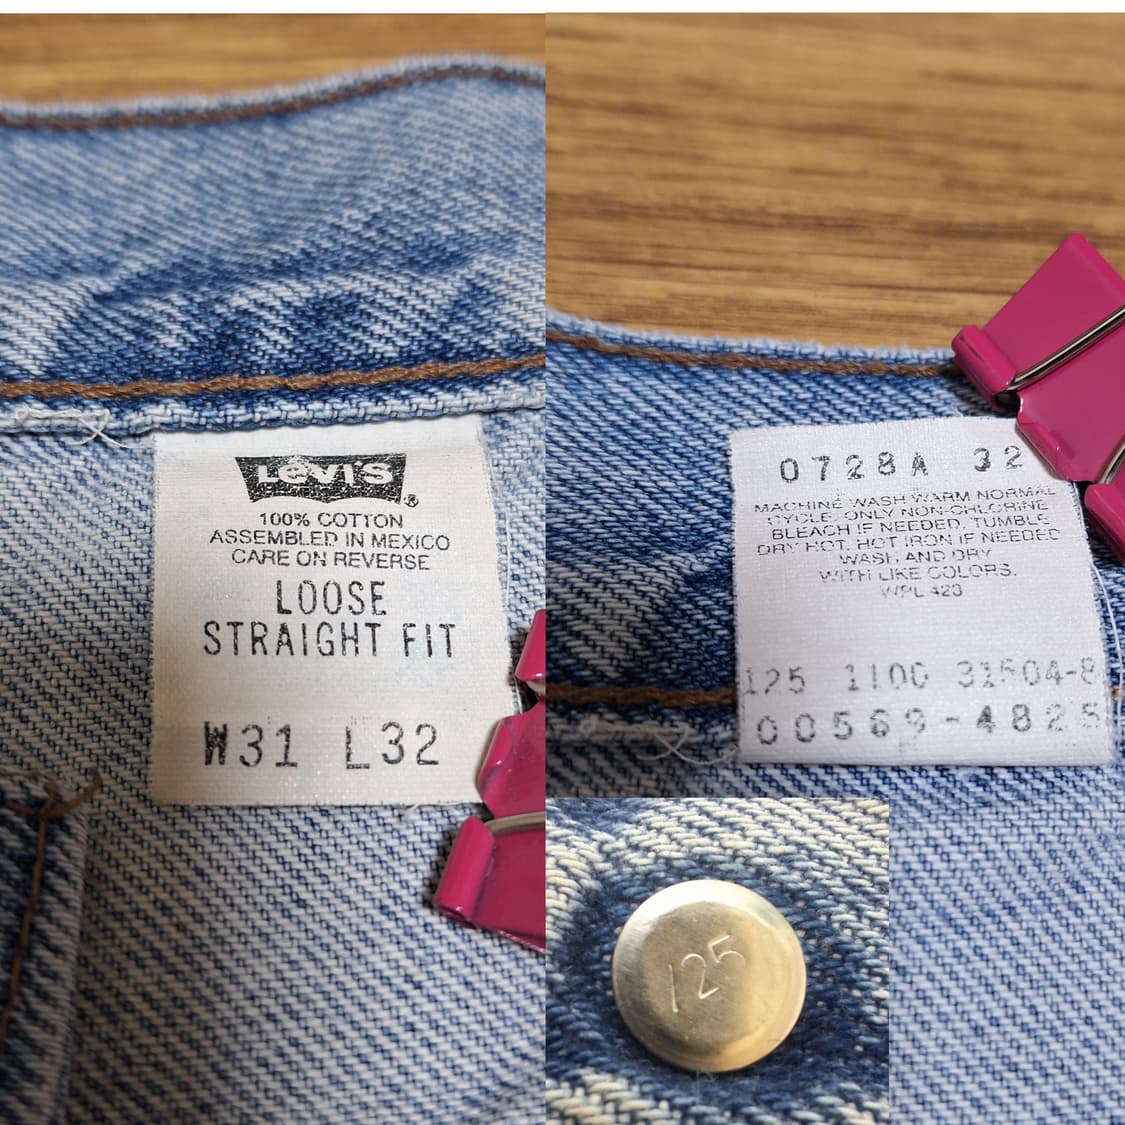 LEVI'S ®
100% COTTON
ASSEMBLED IN MEXICO
CARE ON REVERSE
LOOSE
STRAIGHT FIT
W31 L32
0728A 32
MACHINE WASH WARM NORMAL
CYCLE. ONLY NON-CHLORINE
BLEACH IF NEEDED. TUMBLE
DRY HOT. HOT IRON IF NEEDED
WASH AND DRY
WITH LIKE COLORS.
WPL 423
125 1100
00569-4825
125